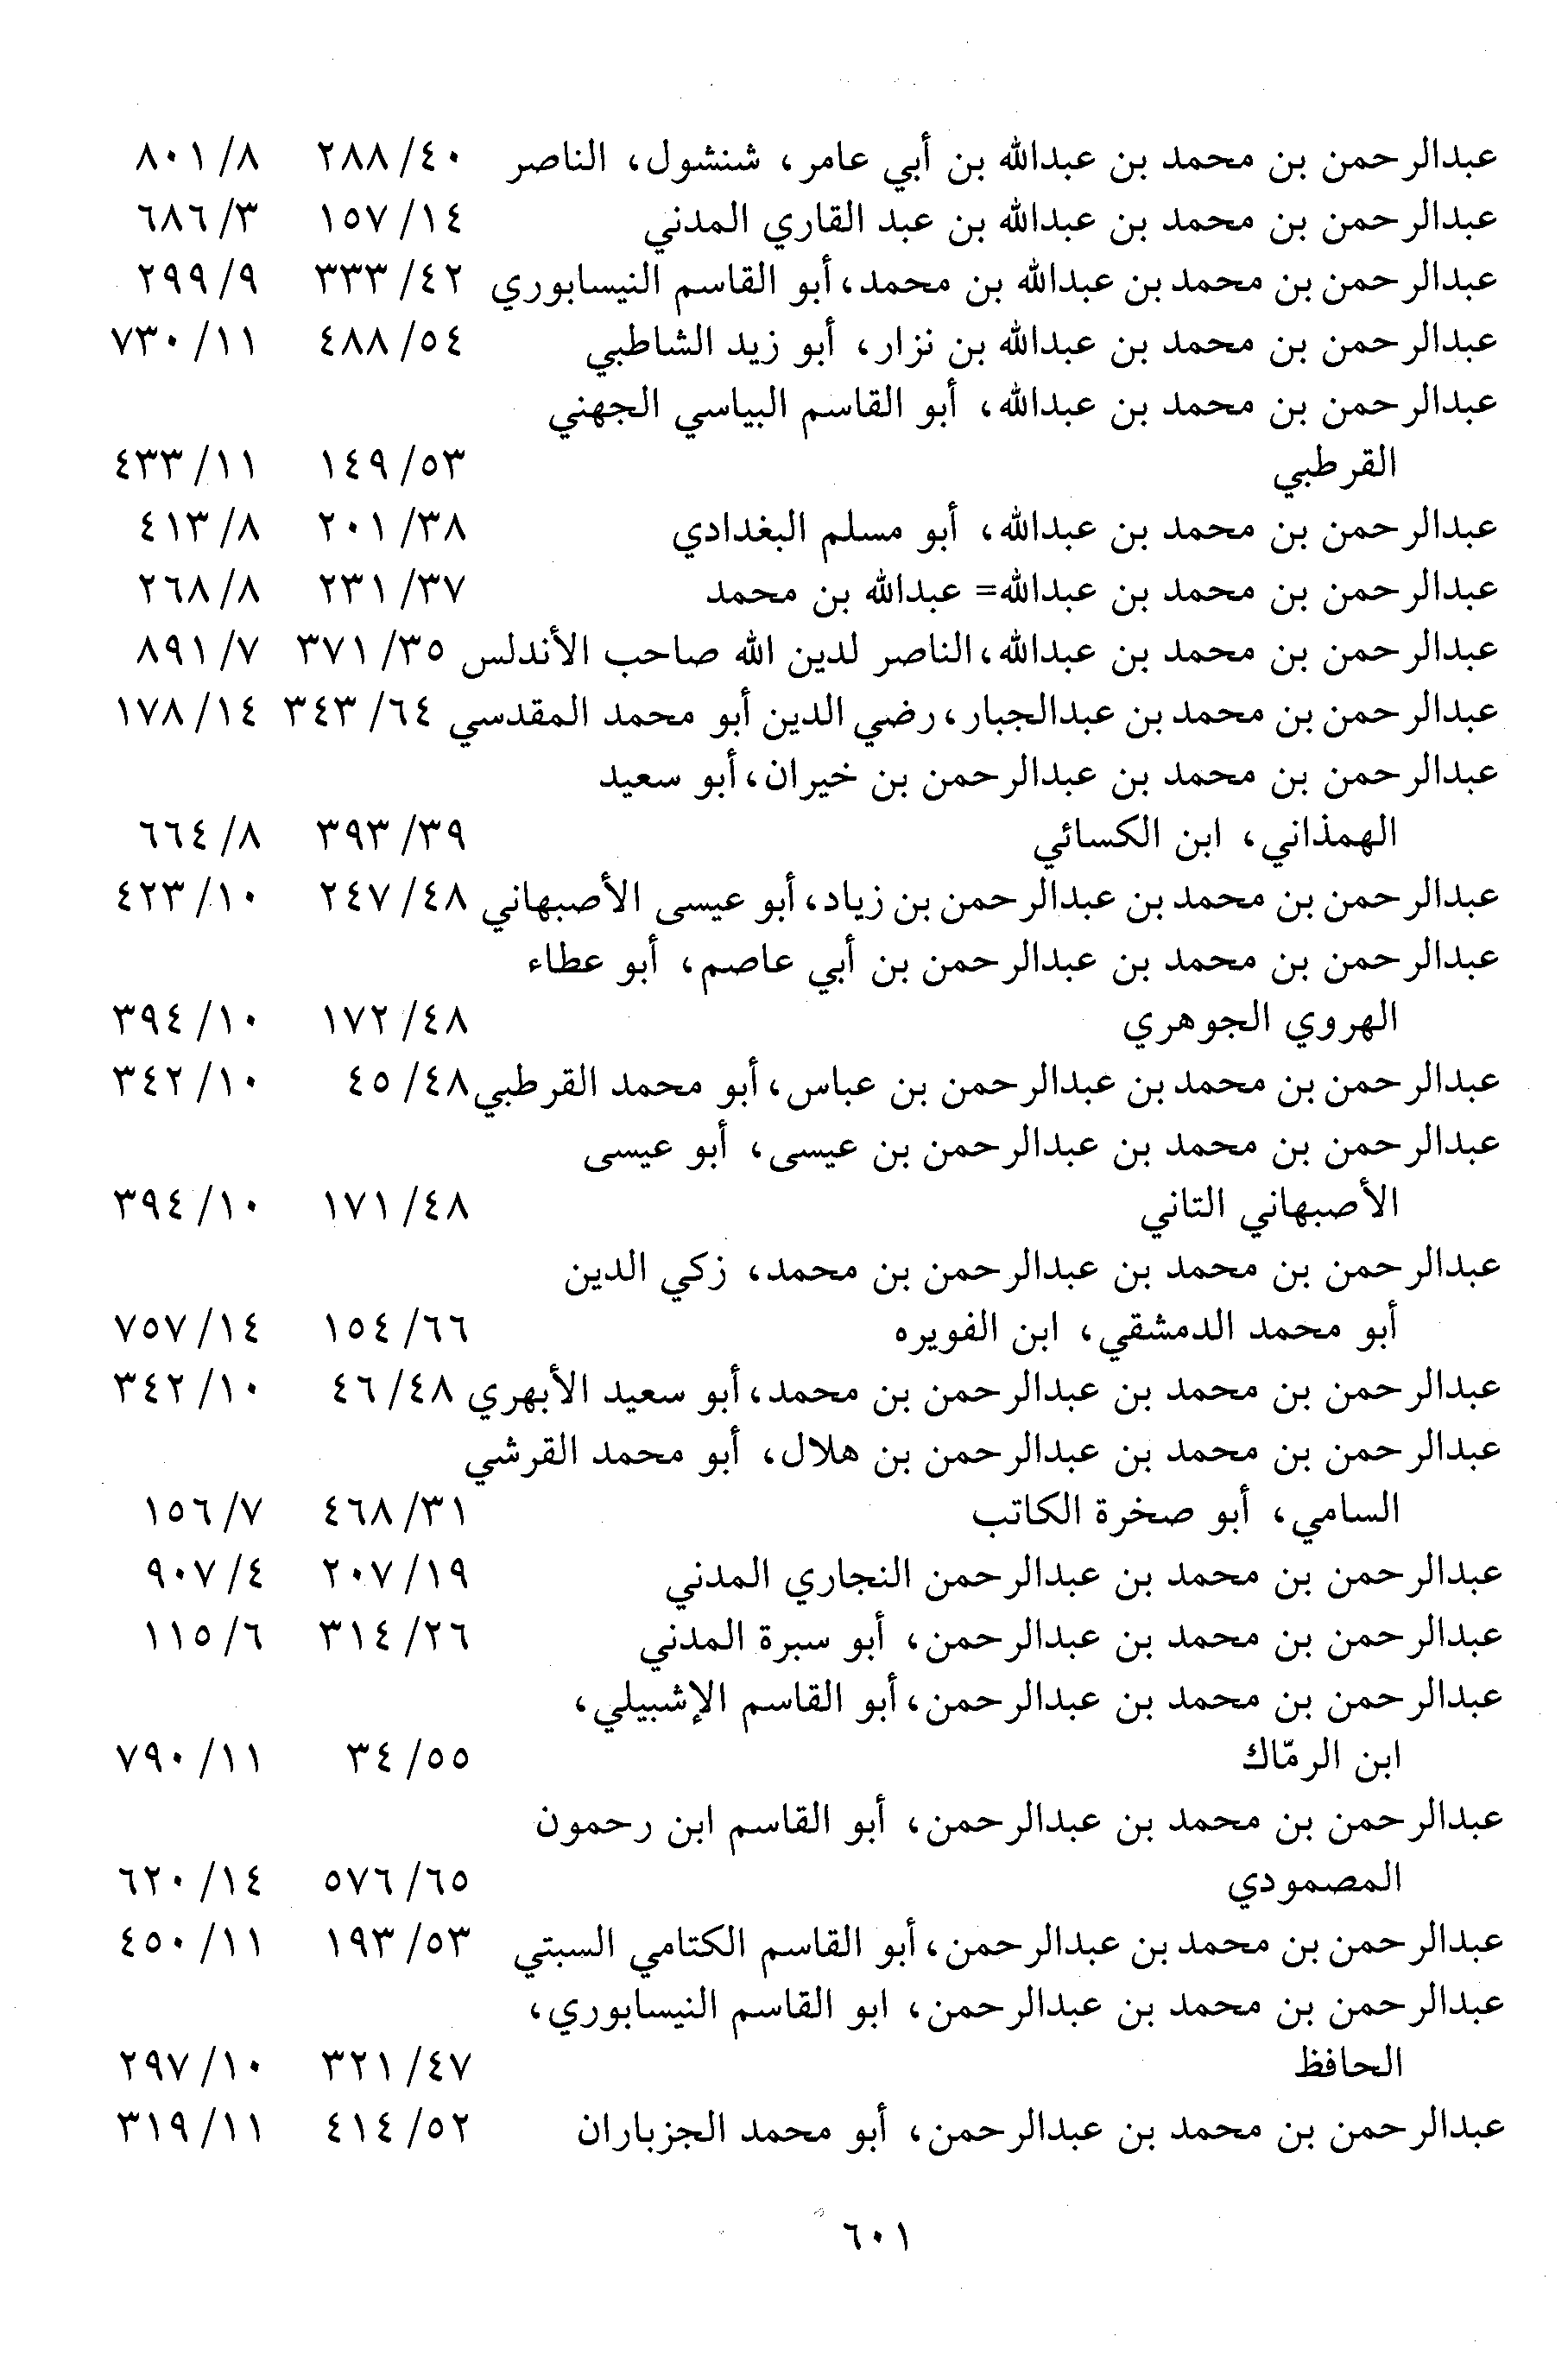 عبدالرحمن بن محمد بن عبدالله بن أبي عامر، شنشول، الناصر ٤٠/ ٢٨٨ ٨/ ٨٠١
عبدالرحمن بن محمد بن عبدالله بن عبد القاري المدني ١٤/ ١٥٧ ٣/ ٦٨٦
عبدالرحمن بن محمد بن عبدالله بن محمد، أبو القاسم النيسابوري ٤٢/ ٣٣٣ ٩/ ٢٩٩
عبدالرحمن بن محمد بن عبدالله بن نزار، أبو زيد الشاطبي ٥٤/ ٤٨٨ ١١/ ٧٣٠
عبدالرحمن بن محمد بن عبدالله، أبو القاسم البياسي الجهني
القرطبي ٥٣/ ١٤٩ ١١/ ٤٣٣
عبدالرحمن بن محمد بن عبدالله، أبو مسلم البغدادي ٣٨/ ٢٠١ ٨/ ٤١٣
عبدالرحمن بن محمد بن عبدالله= عبدالله بن محمد ٣٧/ ٢٣١ ٨/ ٢٦٨
عبدالرحمن بن محمد بن عبدالله، الناصر لدين الله صاحب الأندلس ٣٥/ ٣٧١ ٧/ ٨٩١
عبدالرحمن بن محمد بن عبدالجبار، رضي الدين أبو محمد المقدسي ٦٤/ ٣٤٣ ١٤/ ١٧٨
عبدالرحمن بن محمد بن عبدالرحمن بن خيران، أبو سعيد
الهمذاني، ابن الكسائي ٣٩/ ٣٩٣ ٨/ ٦٦٤
عبدالرحمن بن محمد بن عبدالرحمن بن زياد، أبو عيسى الأصبهاني ٤٨/ ٢٤٧ ١٠/ ٤٢٣
عبدالرحمن بن محمد بن عبدالرحمن بن أبي عاصم، أبو عطاء
الهروي الجوهري ٤٨/ ١٧٢ ١٠/ ٣٩٤
عبدالرحمن بن محمد بن عبدالرحمن بن عباس، أبو محمد القرطبي ٤٨/ ٤٥ ١٠/ ٣٤٢
عبدالرحمن بن محمد بن عبدالرحمن بن عيسى، أبو عيسى
الأصبهاني التاني ٤٨/ ١٧١ ١٠/ ٣٩٤
عبدالرحمن بن محمد بن عبدالرحمن بن محمد، زكي الدين
أبو محمد الدمشقي، ابن الفويره ٦٦/ ١٥٤ ١٤/ ٧٥٧
عبدالرحمن بن محمد بن عبدالرحمن بن محمد، أبو سعيد الأبهري ٤٨/ ٤٦ ١٠/ ٣٤٢
عبدالرحمن بن محمد بن عبدالرحمن بن هلال، أبو محمد القرشي
السامي، أبو صخرة الكاتب ٣١/ ٤٦٨ ٧/ ١٥٦
عبدالرحمن بن محمد بن عبدالرحمن النجاري المدني ١٩/ ٢٠٧ ٤/ ٩٠٧
عبدالرحمن بن محمد بن عبدالرحمن، أبو سبرة المدني ٢٦/ ٣١٤ ٦/ ١١٥
عبدالرحمن بن محمد بن عبدالرحمن، أبو القاسم الإشبيلي،
ابن الرمّاك ٥٥/ ٣٤ ١١/ ٧٩٠
عبدالرحمن بن محمد بن عبدالرحمن، أبو القاسم ابن رحمون
المصمودي ٦٥/ ٥٧٦ ١٤/ ٦٢٠
عبدالرحمن بن محمد بن عبدالرحمن، أبو القاسم الكتامي السبتي ٥٣/ ١٩٣ ١١/ ٤٥٠
عبدالرحمن بن محمد بن عبدالرحمن، ابو القاسم النيسابوري،
الحافظ ٤٧/ ٣٢١ ١٠/ ٢٩٧
عبدالرحمن بن محمد بن عبدالرحمن، أبو محمد الجزباران ٥٢/ ٤١٤ ١١/ ٣١٩
٦٠١